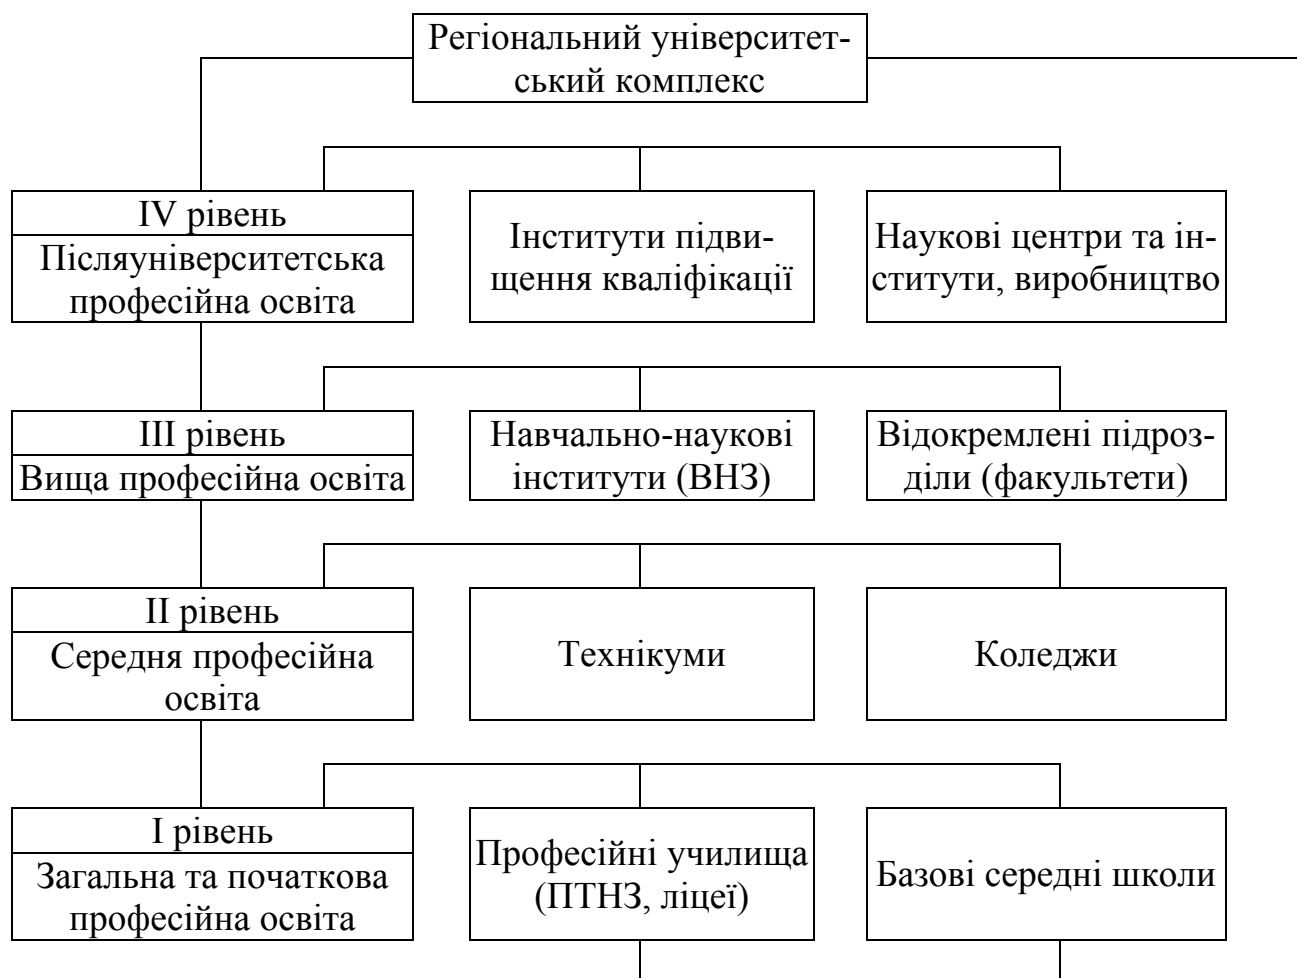 Регіональний університет-
ський комплекс
IV рівень
Післяуніверситетська
професійна освіта
Інститути підви-
щення кваліфікації
Наукові центри та ін-
ститути, виробництво
III рівень
Вища професійна освіта
Навчально-наукові
інститути (ВНЗ)
Відокремлені підроз-
діли (факультети)
II рівень
Середня професійна
освіта
Технікуми
Коледжи
I рівень
Загальна та початкова
професійна освіта
Професійні училища
(ПТНЗ, ліцеї)
Базові середні школи